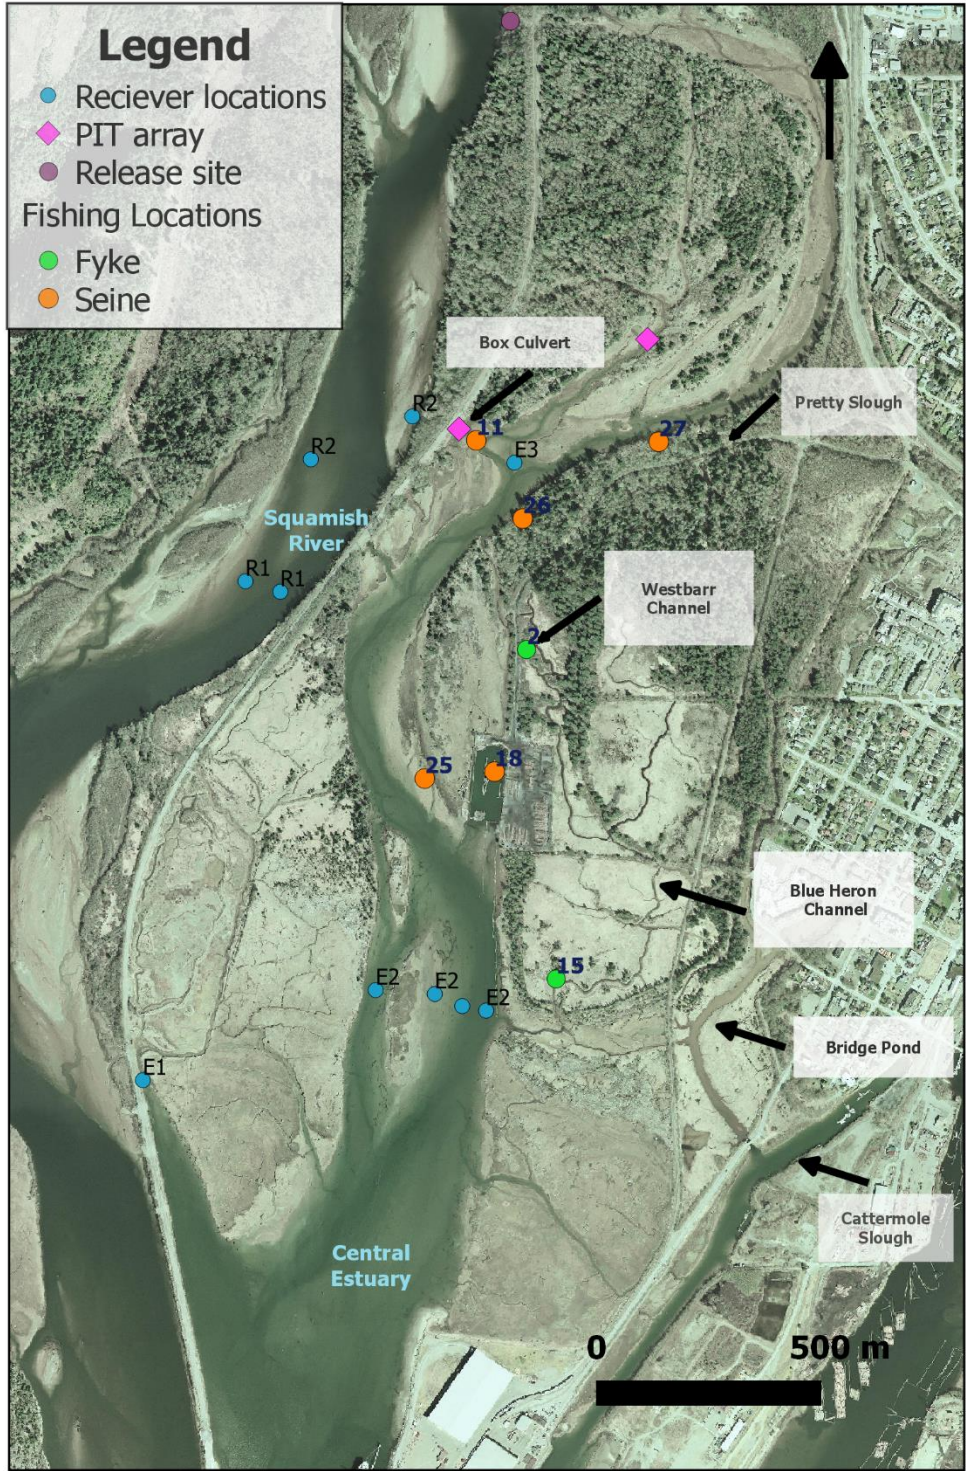 Legend
Reciever locations
PIT array
Release site
Fishing Locations
Fyke
Seine
Box Culvert
Pretty Slough
R2
11
27
E3
R2
26
Squamish
River
R1
R1
Westbarr
Channel
2
25
18
Blue Heron
Channel
15
E2
E2
E2
Bridge Pond
E1
Cattermole
Slough
Central
Estuary
0
500 m